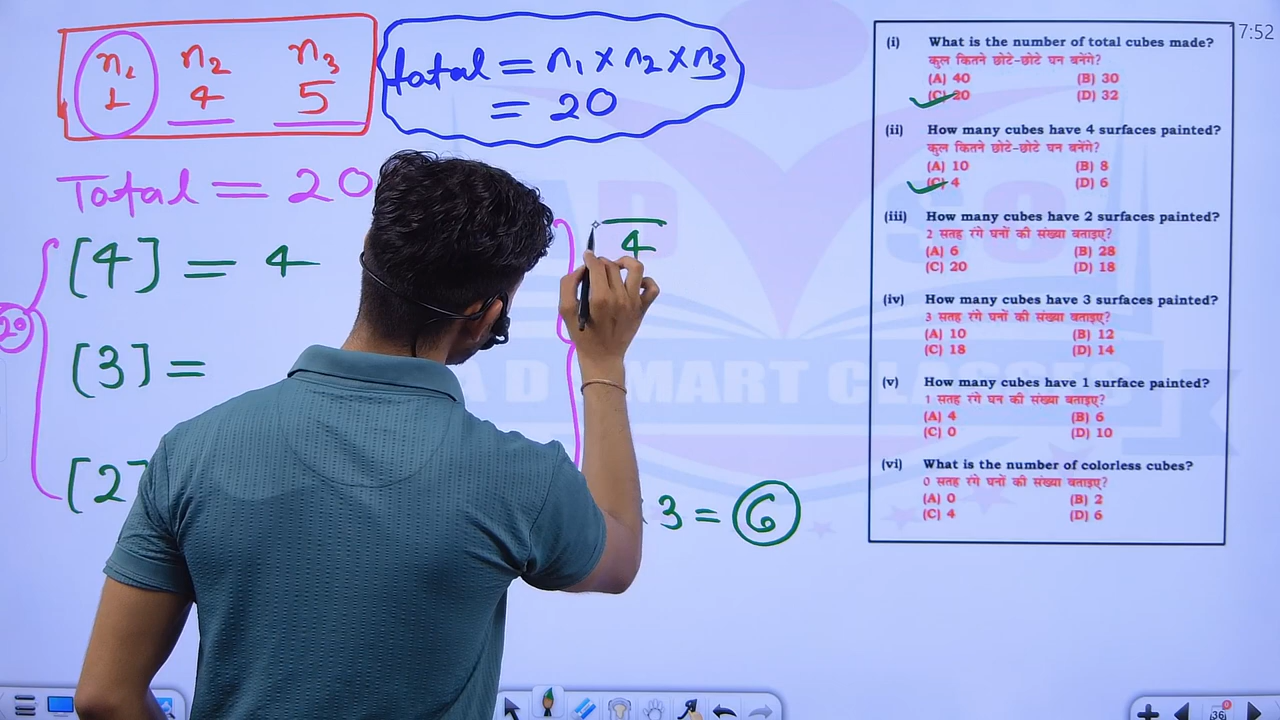 n1 n2 n3
1 4 5
total = n1 × n2 × n3
= 20
Total = 20
[4] = 4
20
[3] =
[2]
4
3 = 6
7:52
(i) What is the number of total cubes made?
कुल कितने छोटे-छोटे घन बनेंगे?
(A) 40 (B) 30
(C) 20 (D) 32
(ii) How many cubes have 4 surfaces painted?
कुल कितने छोटे-छोटे घन बनेंगे?
(A) 10 (B) 8
(C) 4 (D) 6
(iii) How many cubes have 2 surfaces painted?
2 सतह रंगे घनों की संख्या बताइए?
(A) 6 (B) 28
(C) 20 (D) 18
(iv) How many cubes have 3 surfaces painted?
3 सतह रंगे घनों की संख्या बताइए?
(A) 10 (B) 12
(C) 18 (D) 14
(v) How many cubes have 1 surface painted?
1 सतह रंगे घन की संख्या बताइए?
(A) 4 (B) 6
(C) 0 (D) 10
(vi) What is the number of colorless cubes?
0 सतह रंगे घनों की संख्या बताइए?
(A) 0 (B) 2
(C) 4 (D) 6
36